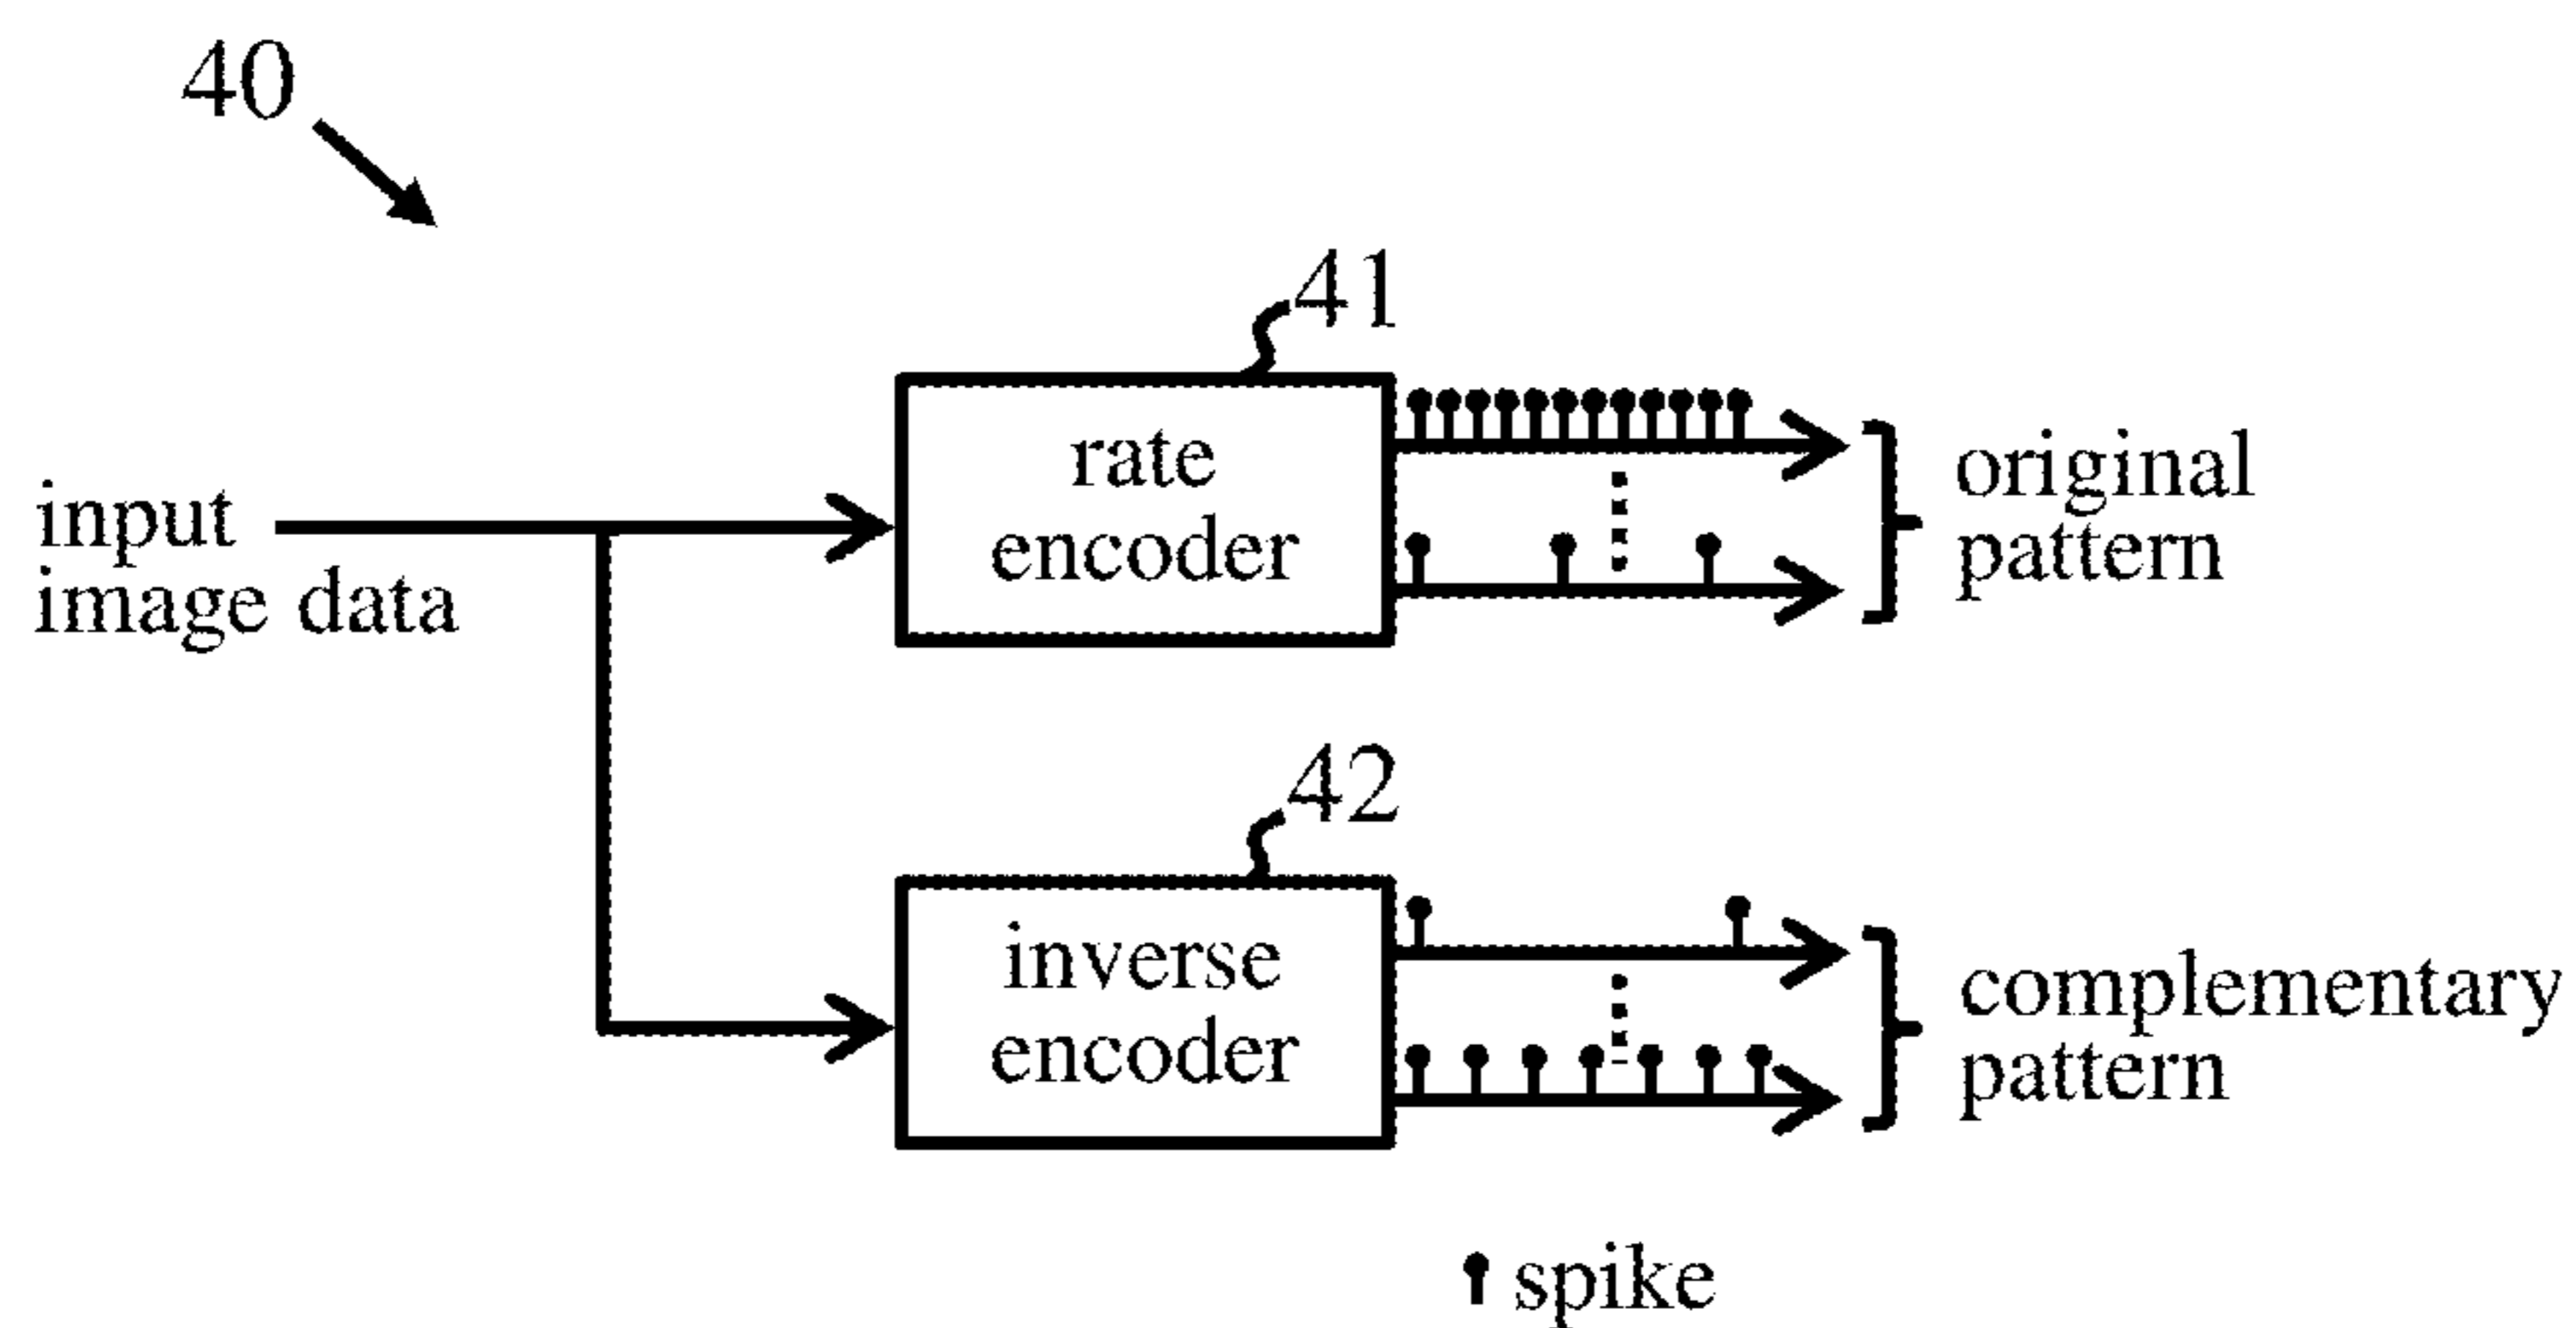 40
41
rate
encoder
original
pattern
input
image data
42
inverse
encoder
complementary
pattern
spike